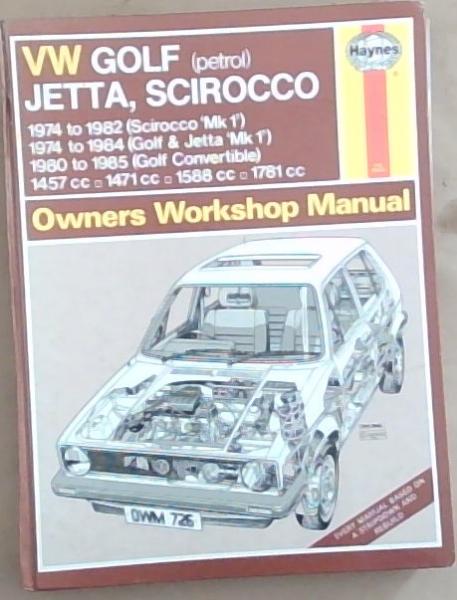 VW GOLF (petrol)
JETTA, SCIROCCO
1974 to 1982 (Scirocco 'Mk 1')
1974 to 1984 (Golf & Jetta 'Mk 1')
1980 to 1985 (Golf Convertible)
1457 cc □ 1471 cc □ 1588 cc □ 1781 cc
Haynes
Owners Workshop Manual
OWM 726
EVERY MANUAL BASED ON
A STRIPDOWN AND
REBUILD